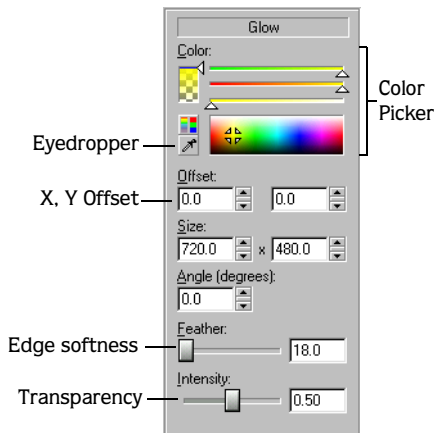 Glow
Color:
Color
Picker
Eyedropper
Offset:
X, Y Offset
0.0 0.0
Size:
720.0 x 480.0
Angle (degrees):
0.0
Feather:
Edge softness
18.0
Intensity:
Transparency
0.50